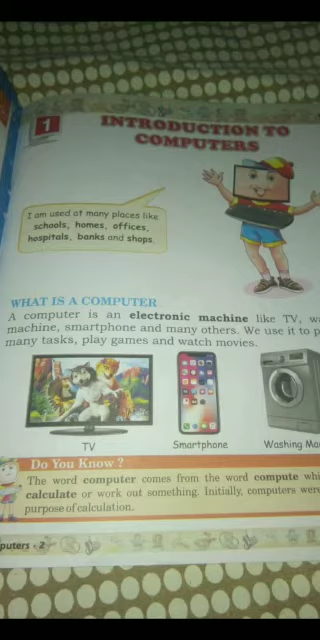 1
INTRODUCTION TO
COMPUTERS
I am used at many places like
schools, homes, offices,
hospitals, banks and shops.
WHAT IS A COMPUTER
A computer is an electronic machine like TV,
machine, smartphone and many others. We use it to
many tasks, play games and watch movies.
TV
Smartphone
Washing
Do You Know ?
The word computer comes from the word compute
calculate or work out something. Initially, computers were
purpose of calculation.
puters - 2